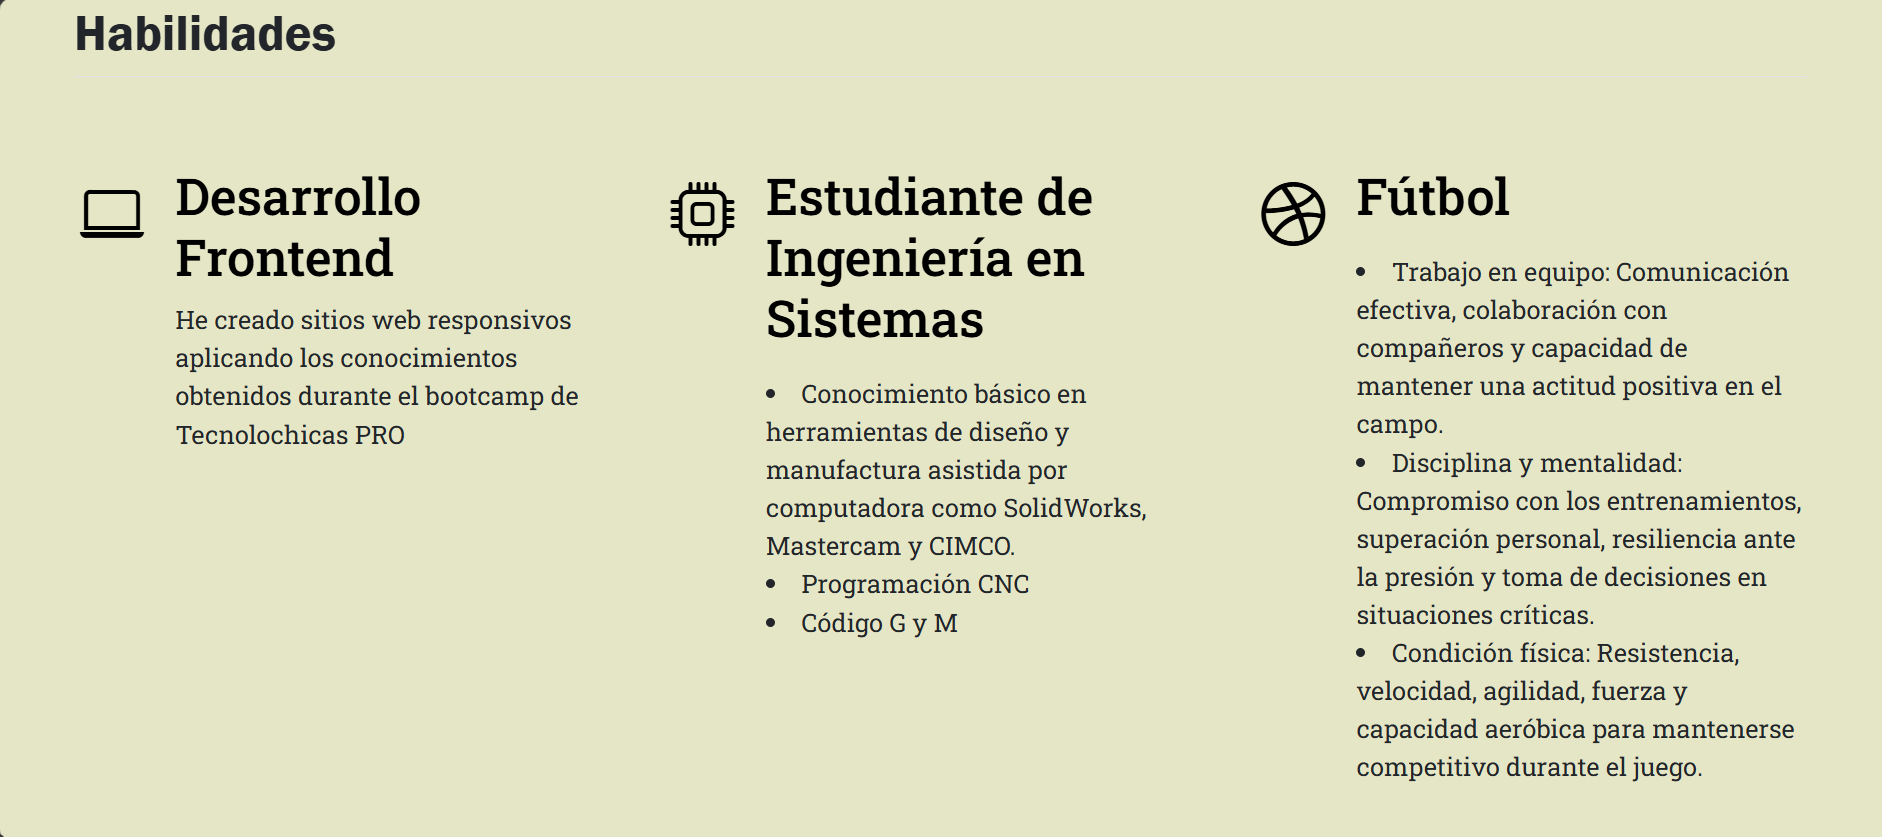 Habilidades
Desarrollo
Frontend
He creado sitios web responsivos
aplicando los conocimientos
obtenidos durante el bootcamp de
Tecnolochicas PRO
Estudiante de
Ingeniería en
Sistemas
• Conocimiento básico en
herramientas de diseño y
manufactura asistida por
computadora como SolidWorks,
Mastercam y CIMCO.
• Programación CNC
• Código G y M
Fútbol
• Trabajo en equipo: Comunicación
efectiva, colaboración con
compañeros y capacidad de
mantener una actitud positiva en el
campo.
• Disciplina y mentalidad:
Compromiso con los entrenamientos,
superación personal, resiliencia ante
la presión y toma de decisiones en
situaciones críticas.
• Condición física: Resistencia,
velocidad, agilidad, fuerza y
capacidad aeróbica para mantenerse
competitivo durante el juego.